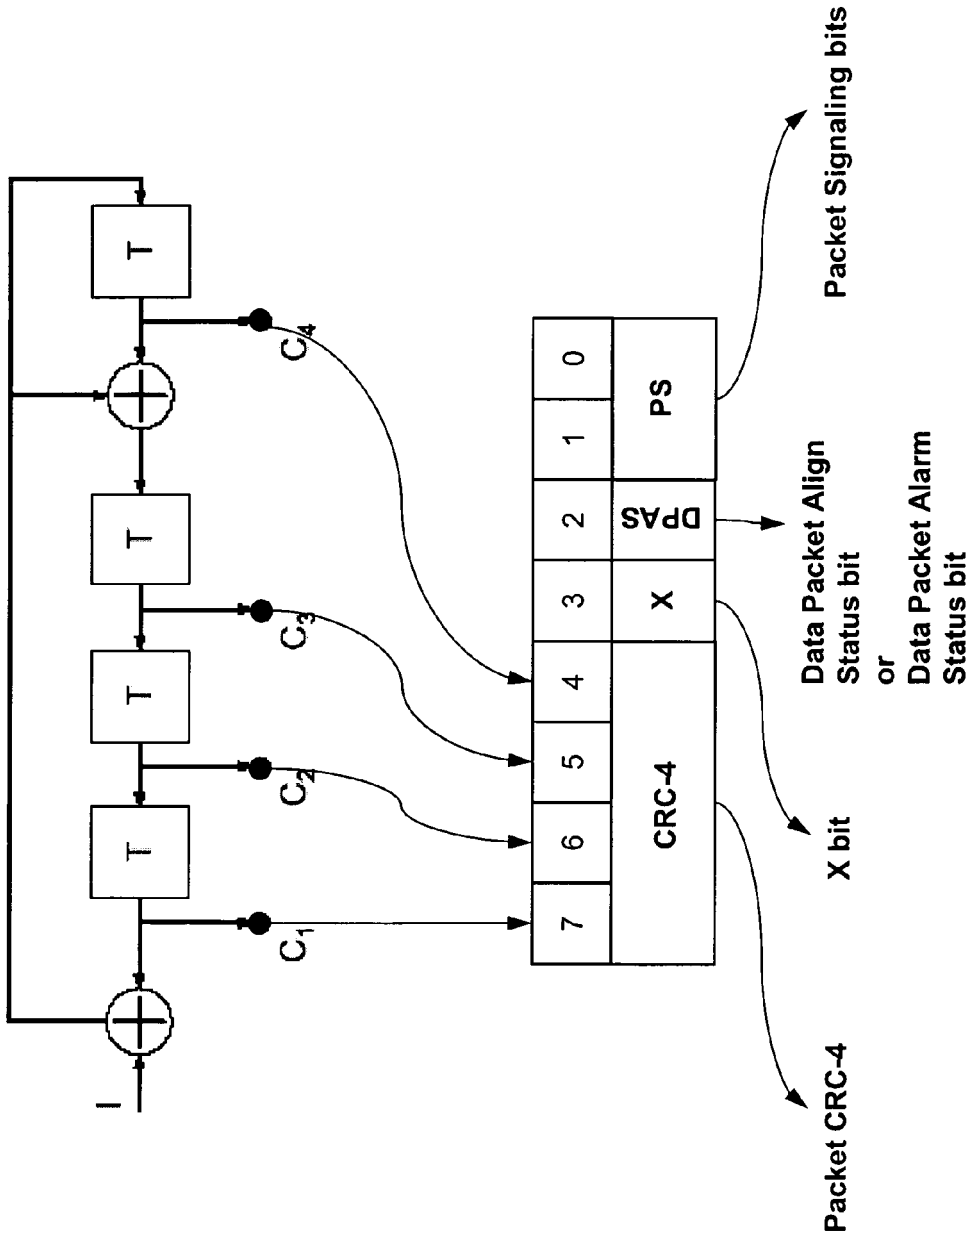 I
T
T
T
T
C1
C2
C3
C4
7 6 5 4 3 2 1 0
CRC-4 X DPAS PS
Packet CRC-4
X bit
Data Packet Align
Status bit
or
Data Packet Alarm
Status bit
Packet Signaling bits